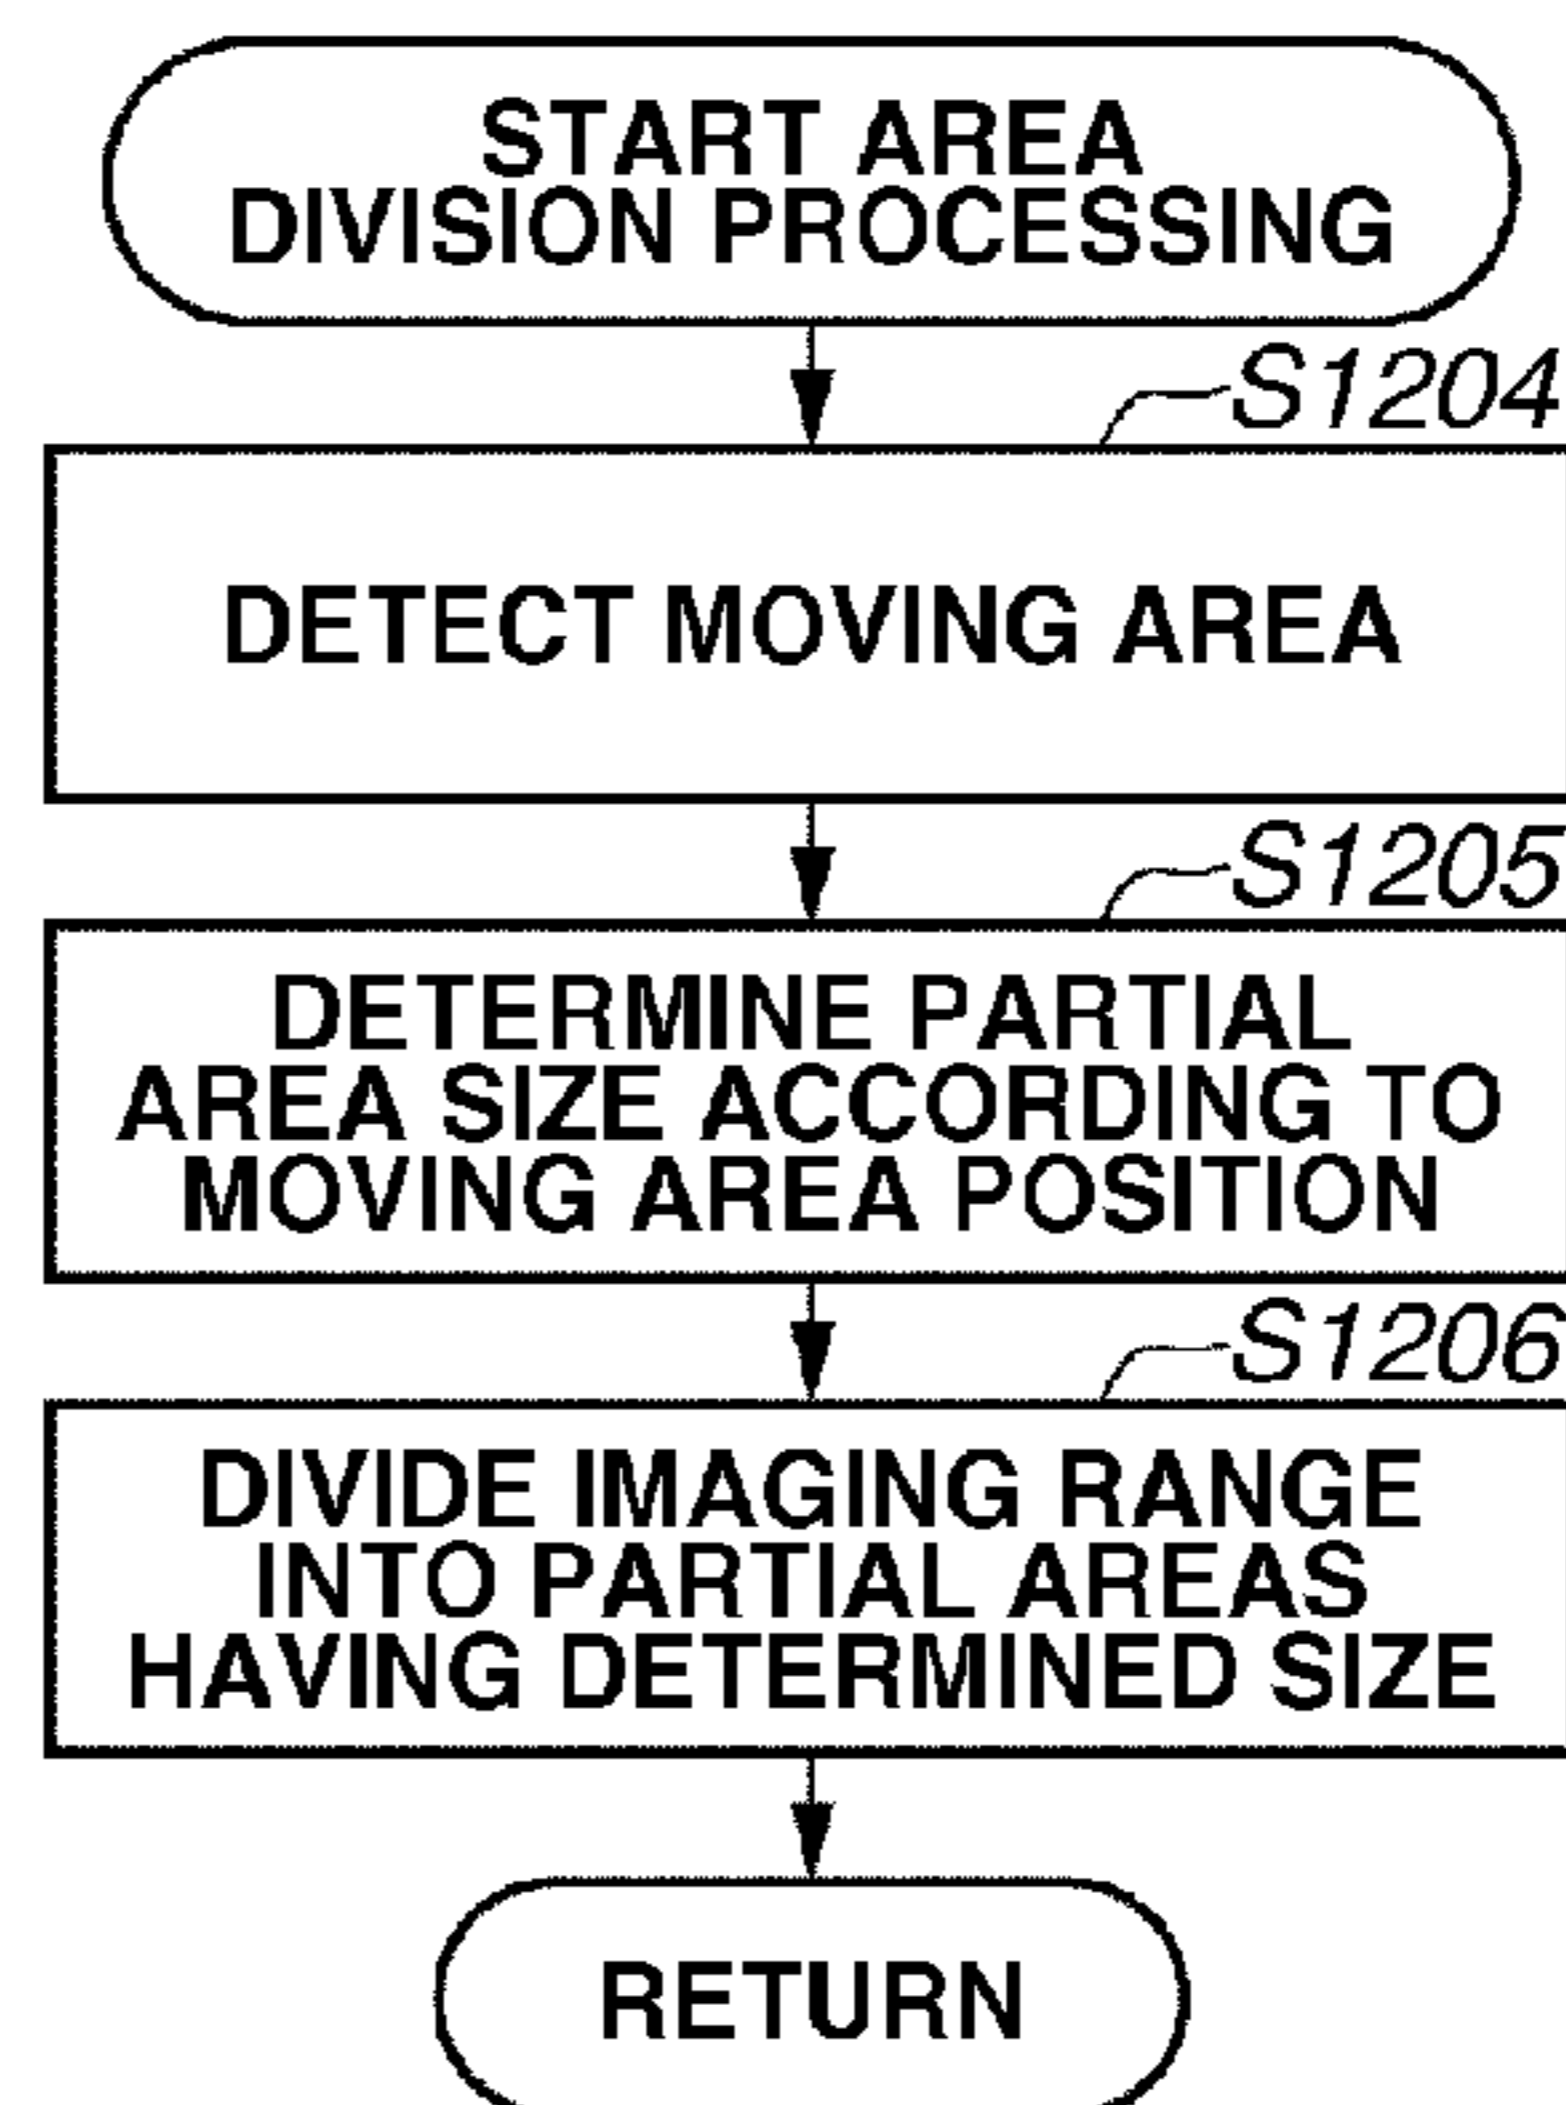 START AREA
DIVISION PROCESSING
S1204
DETECT MOVING AREA
S1205
DETERMINE PARTIAL
AREA SIZE ACCORDING TO
MOVING AREA POSITION
S1206
DIVIDE IMAGING RANGE
INTO PARTIAL AREAS
HAVING DETERMINED SIZE
RETURN